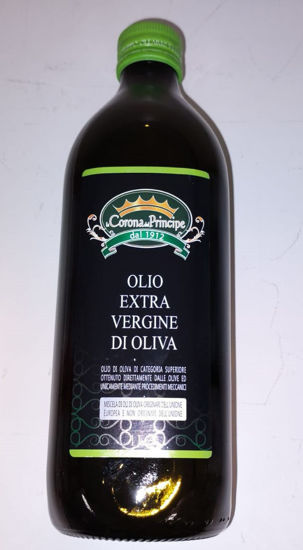 la Corona del Principe
dal 1912
OLIO
EXTRA
VERGINE
DI OLIVA
OLIO DI OLIVA DI CATEGORIA SUPERIORE
OTTENUTO DIRETTAMENTE DALLE OLIVE ED
UNICAMENTE MEDIANTE PROCEDIMENTI MECCANICI
MISCELA DI OLI DI OLIVA ORIGINARI DELL'UNIONE
EUROPEA E NON ORIGINARI DELL'UNIONE